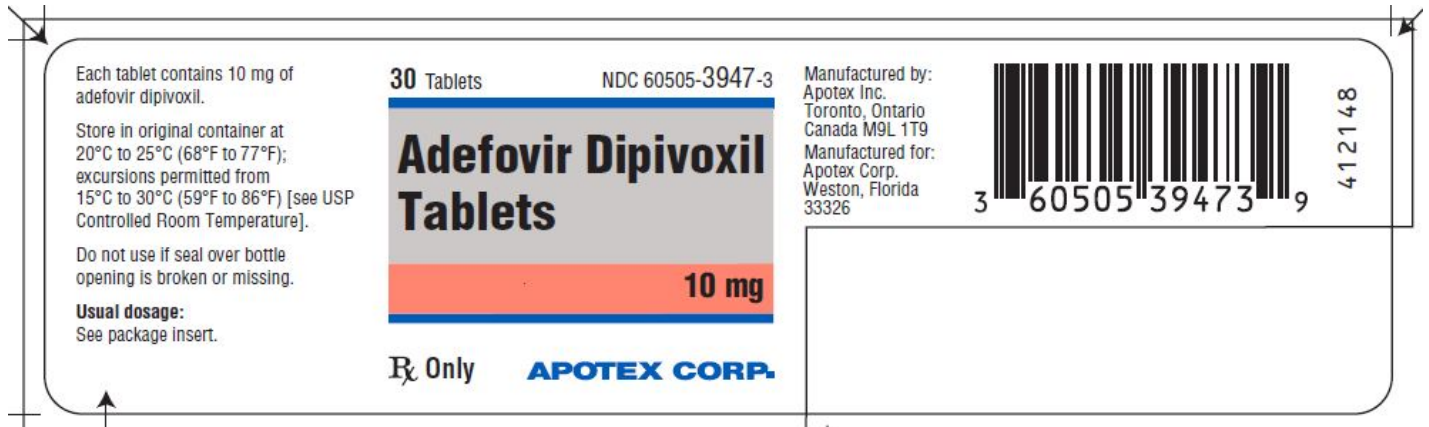 Each tablet contains 10 mg of
adefovir dipivoxil.
Store in original container at
20°C to 25°C (68°F to 77°F);
excursions permitted from
15°C to 30°C (59°F to 86°F) [see USP
Controlled Room Temperature].
Do not use if seal over bottle
opening is broken or missing.
Usual dosage:
See package insert.
30 Tablets NDC 60505-3947-3
Adefovir Dipivoxil
Tablets
10 mg
℞ Only APOTEX CORP.
Manufactured by:
Apotex Inc.
Toronto, Ontario
Canada M9L 1T9
Manufactured for:
Apotex Corp.
Weston, Florida
33326
3 60505 39473 9
412148